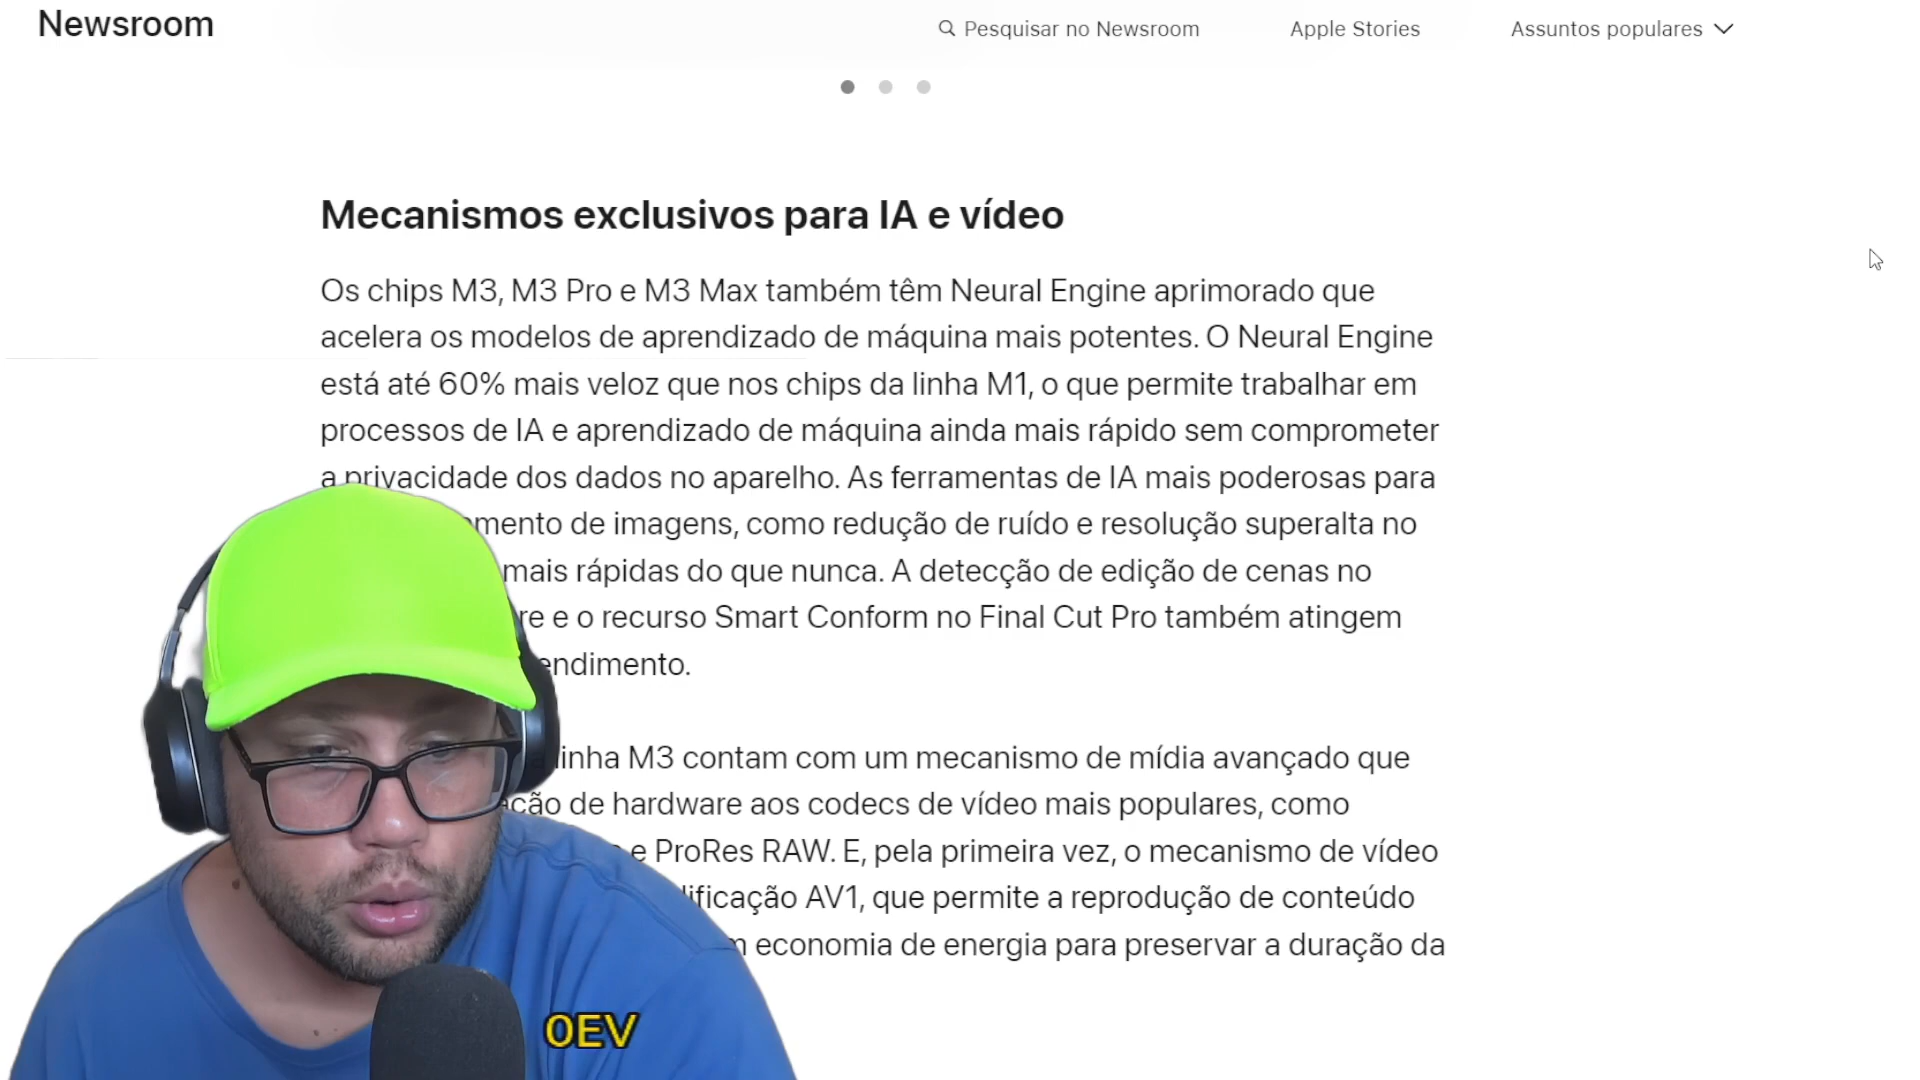 Newsroom
Pesquisar no Newsroom
Apple Stories
Assuntos populares
Mecanismos exclusivos para IA e vídeo
Os chips M3, M3 Pro e M3 Max também têm Neural Engine aprimorado que
acelera os modelos de aprendizado de máquina mais potentes. O Neural Engine
está até 60% mais veloz que nos chips da linha M1, o que permite trabalhar em
processos de IA e aprendizado de máquina ainda mais rápido sem comprometer
a privacidade dos dados no aparelho. As ferramentas de IA mais poderosas para
de imagens, como redução de ruído e resolução superalta no
mais rápidas do que nunca. A detecção de edição de cenas no
e o recurso Smart Conform no Final Cut Pro também atingem
linha M3 contam com um mecanismo de mídia avançado que
de hardware aos codecs de vídeo mais populares, como
e ProRes RAW. E, pela primeira vez, o mecanismo de vídeo
AV1, que permite a reprodução de conteúdo
economia de energia para preservar a duração da
OEV